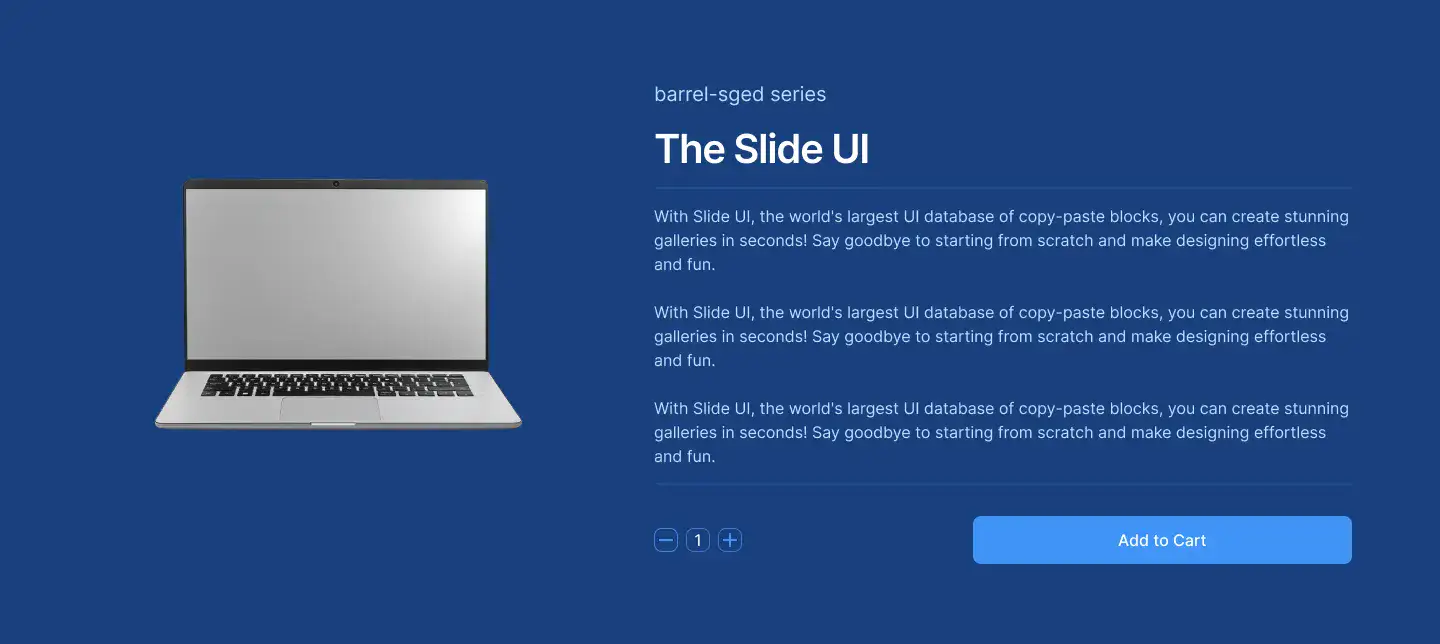 barrel-sged series
The Slide UI
With Slide UI, the world's largest UI database of copy-paste blocks, you can create stunning
galleries in seconds! Say goodbye to starting from scratch and make designing effortless
and fun.
With Slide UI, the world's largest UI database of copy-paste blocks, you can create stunning
galleries in seconds! Say goodbye to starting from scratch and make designing effortless
and fun.
With Slide UI, the world's largest UI database of copy-paste blocks, you can create stunning
galleries in seconds! Say goodbye to starting from scratch and make designing effortless
and fun.
1
Add to Cart